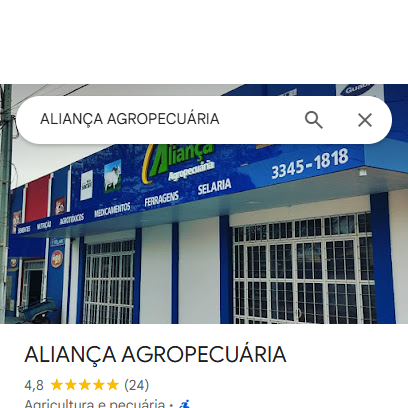 ALIANÇA AGROPECUÁRIA
Aliança
Agropecuária
3345-1818
SEMENTES NUTRIÇÃO AGROTÓXICOS MEDICAMENTOS FERRAGENS SELARIA
ALIANÇA AGROPECUÁRIA
4,8 (24)
Agricultura e pecuária ·